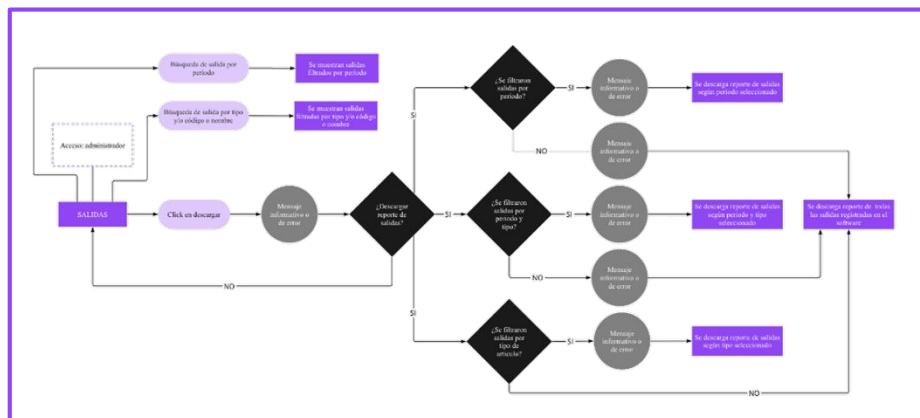 Búsqueda de salida por
periodo
Se muestran salidas
filtrados por periodo
Búsqueda de salida por tipo
y/o código o nombre
Se muestran salidas
filtradas por tipo y/o código
o nombre
Acceso: administrador
SALIDAS
Click en descargar
Mensaje
informativo o
de error
¿Descargar
reporte de
salidas?
NO
SI
SI
SI
¿Se filtraron
salidas por
periodo?
SI
Mensaje
informativo o
de error
Se descarga reporte de salidas
según periodo seleccionado
NO
Mensaje
informativo o
de error
¿Se filtraron
salidas por
periodo y
tipo?
SI
Mensaje
informativo o
de error
Se descarga reporte de salidas
según periodo y tipo
seleccionado
Se descarga reporte de todas
las salidas registradas en el
software
NO
Mensaje
informativo o
de error
¿Se filtraron
salidas por
tipo de
artículo?
SI
Mensaje
informativo o
de error
Se descarga reporte de salidas
según tipo seleccionado
NO